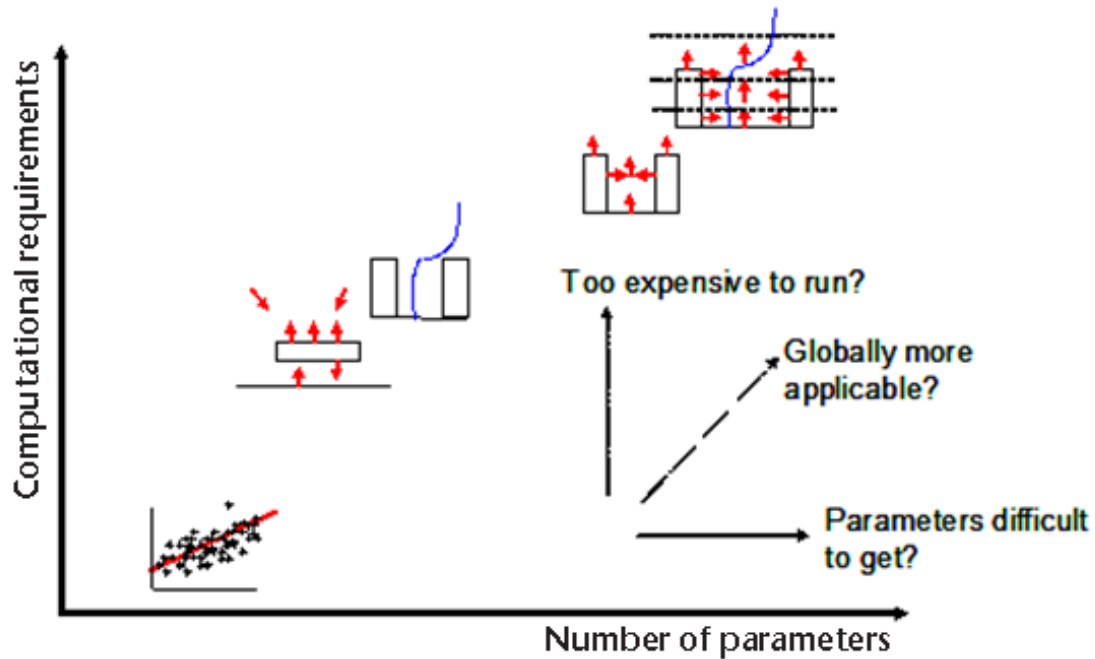 Computational requirements
Too expensive to run?
Globally more
applicable?
Parameters difficult
to get?
Number of parameters